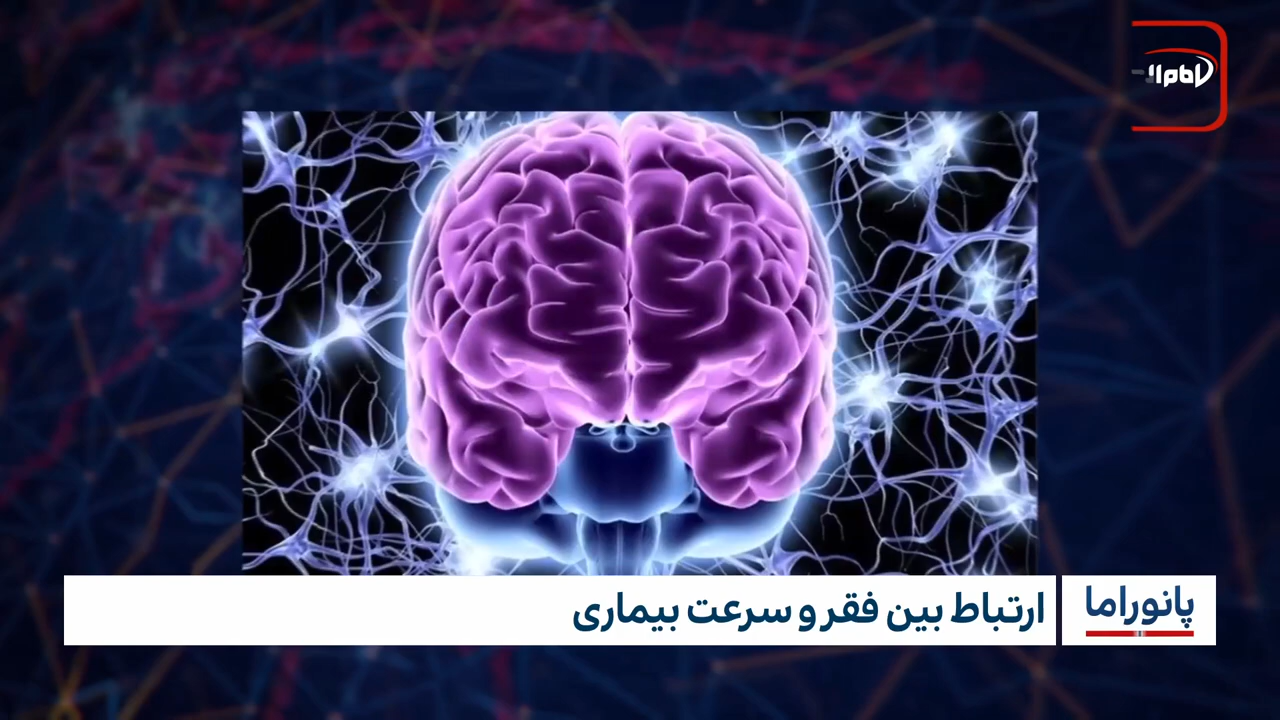 پانوراما
ارتباط بین فقر و سرعت بیماری